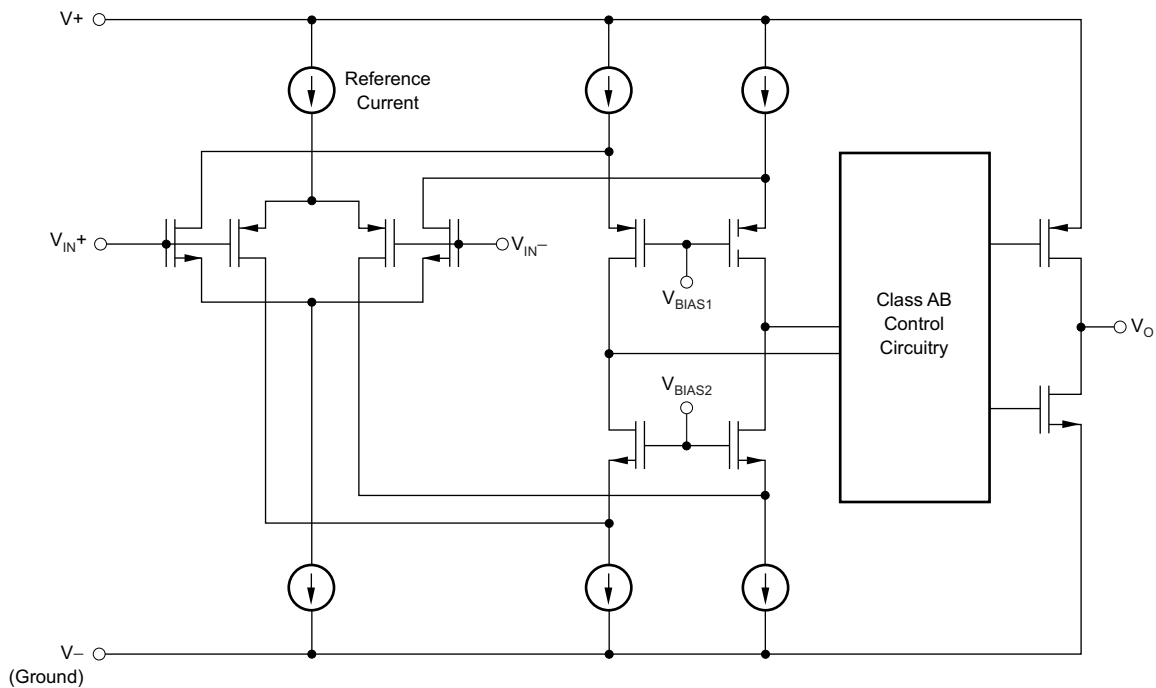 V+
Reference
Current
V_IN+
V_IN−
V_BIAS1
Class AB
Control
Circuitry
V_O
V_BIAS2
V−
(Ground)